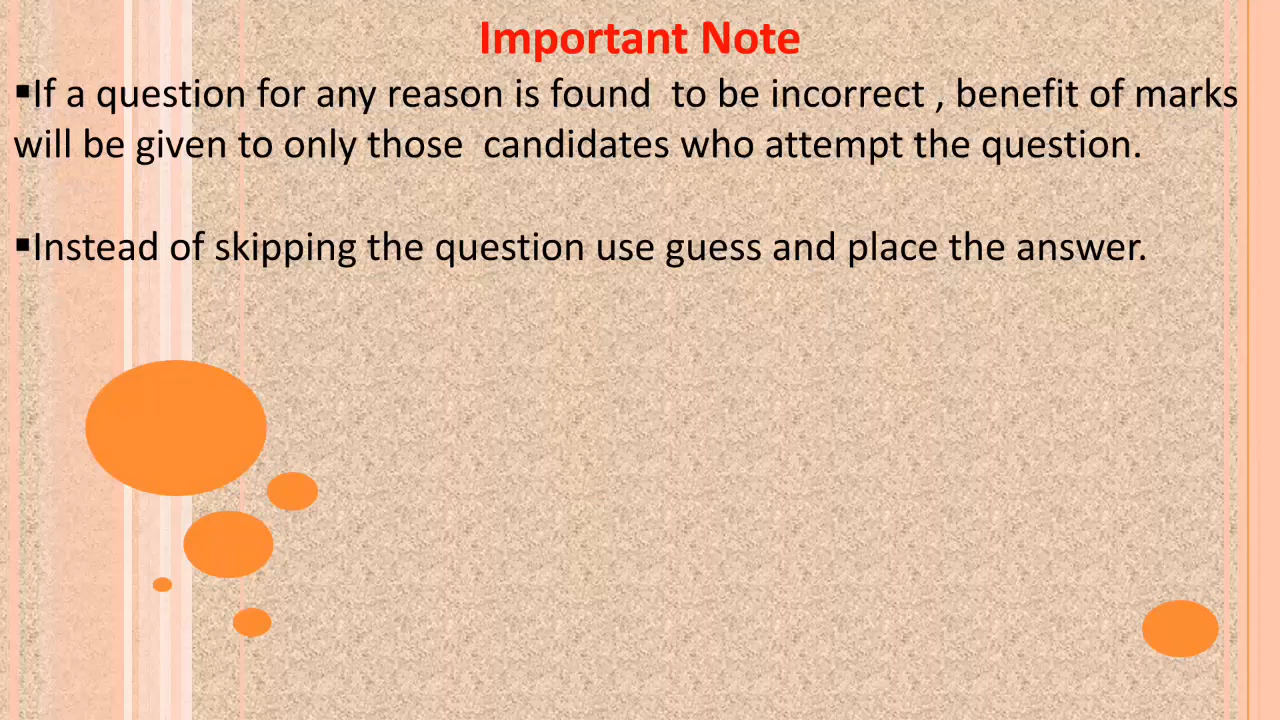 Important Note
▪If a question for any reason is found  to be incorrect , benefit of marks
will be given to only those  candidates who attempt the question.
▪Instead of skipping the question use guess and place the answer.